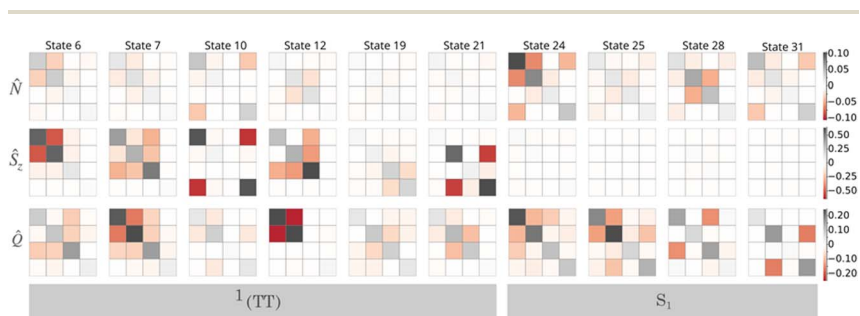 State 6 State 7 State 10 State 12 State 19 State 21 State 24 State 25 State 28 State 31
N̂ 0.10 0.05 0 −0.05 −0.10
Ŝz 0.50 0.25 0 −0.25 −0.50
Q̂ 0.20 0.10 0 −0.10 −0.20
¹(TT) S₁